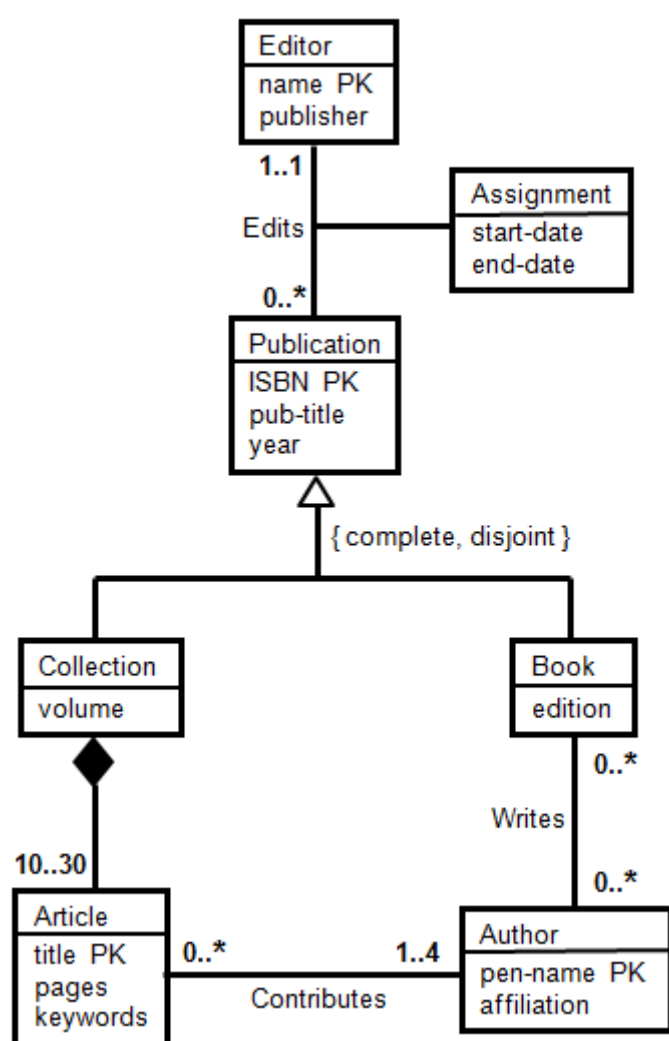 Editor
name PK
publisher
1..1
Edits
Assignment
start-date
end-date
0..*
Publication
ISBN PK
pub-title
year
{ complete, disjoint }
Collection
volume
Book
edition
0..*
Writes
10..30
0..*
Article
title PK
pages
keywords
0..*
1..4
Contributes
Author
pen-name PK
affiliation